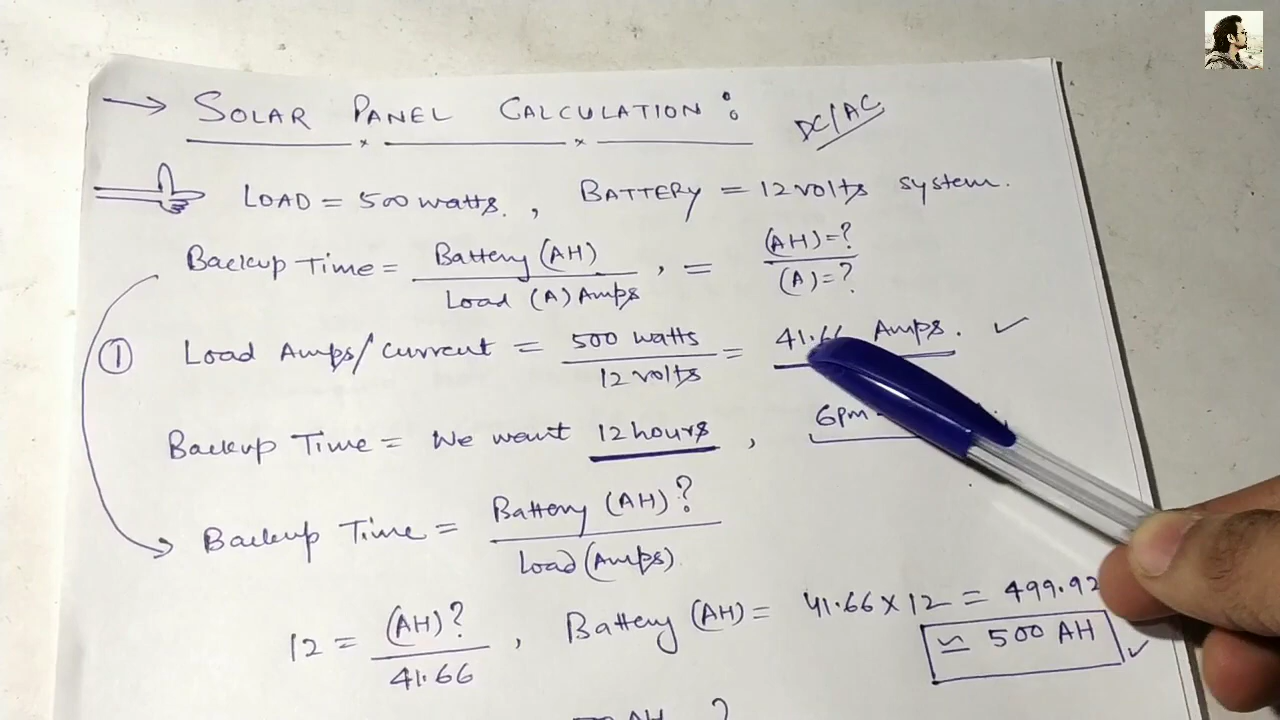 → SOLAR PANEL CALCULATION :
DC/AC
LOAD = 500 watts. , BATTERY = 12 volts system.
Backup Time = Battery (AH) / Load (A) Amps , = (AH)=? / (A)=?
① Load Amps/current = 500 watts / 12 volts = 41.66 Amps. ✓
Backup Time = We want 12 hours , 6pm
Backup Time = Battery (AH)? / Load (Amps)
12 = (AH)? / 41.66 , Battery (AH) = 41.66 x 12 = 499.92
≃ 500 AH ✓